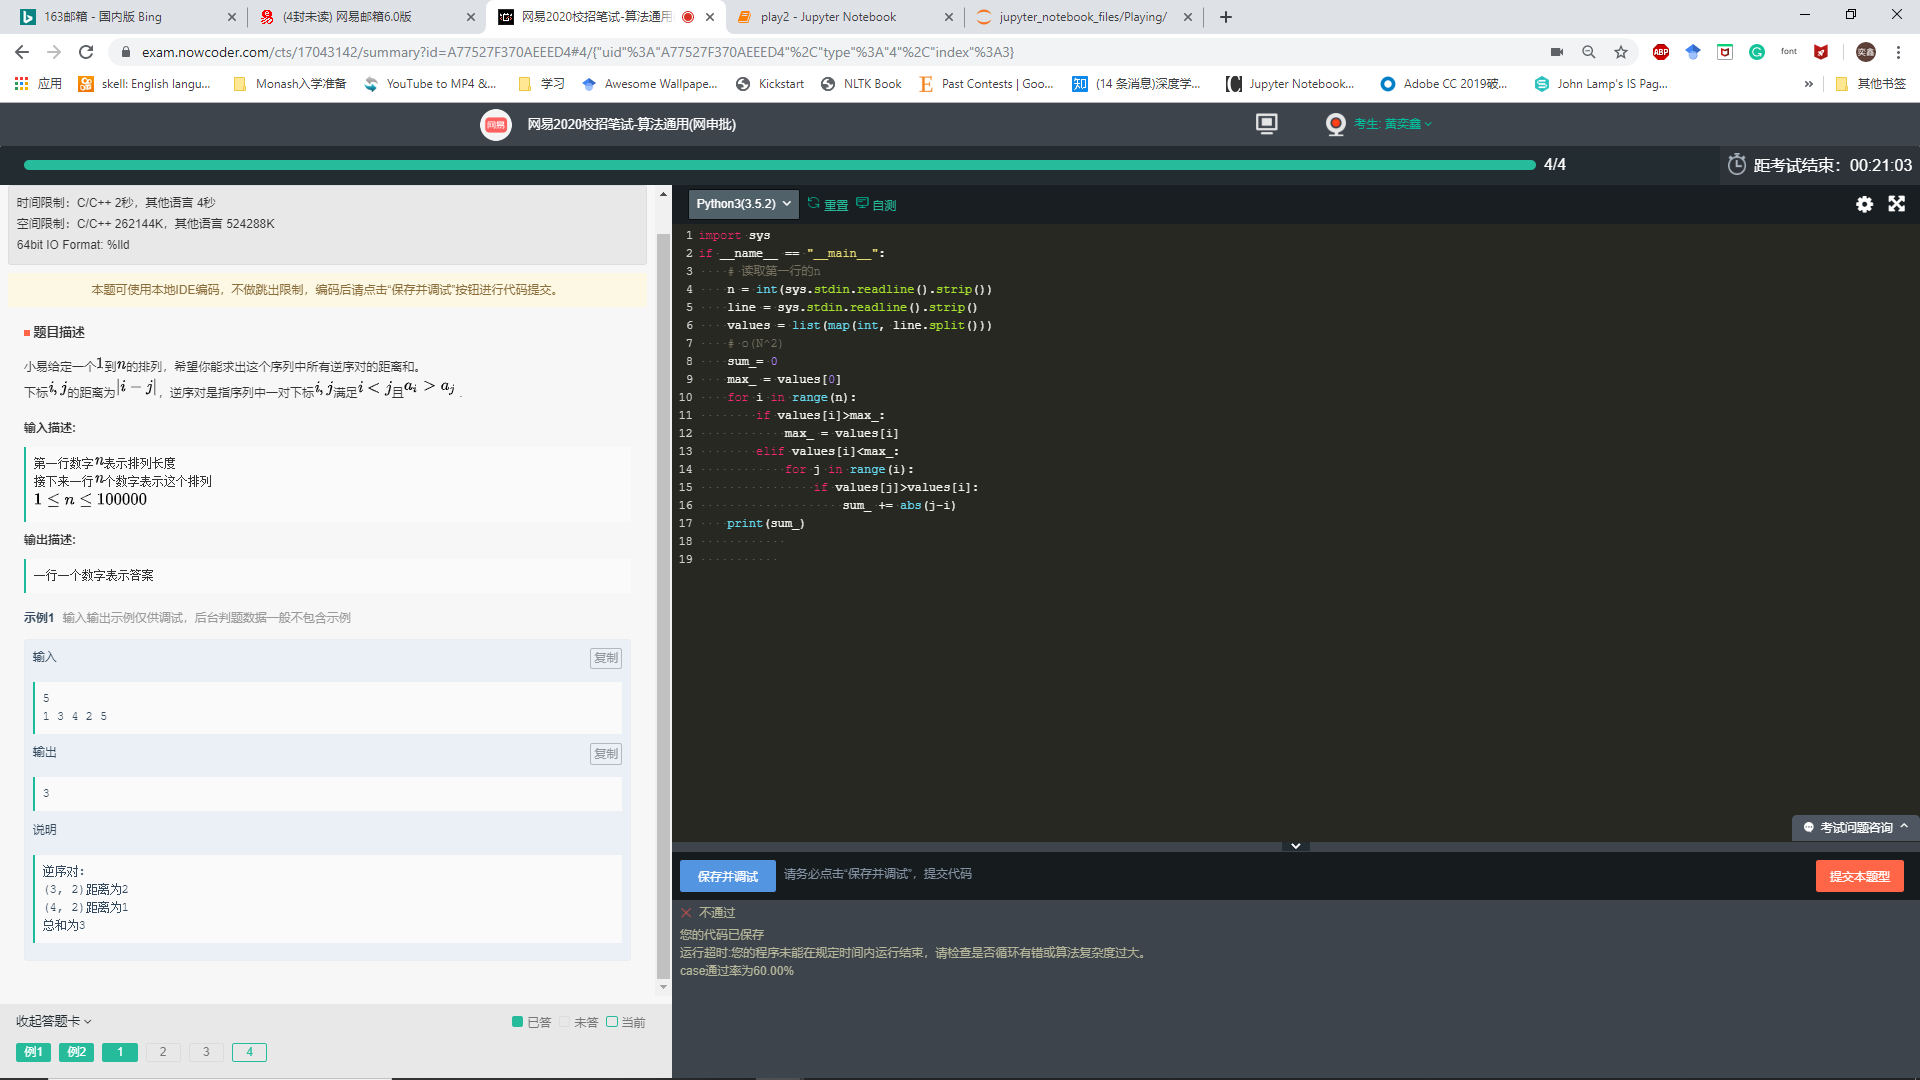 163邮箱 - 国内版 Bing
(4封未读) 网易邮箱6.0版
网易2020校招笔试-算法通用
play2 - Jupyter Notebook
jupyter_notebook_files/Playing/
exam.nowcoder.com/cts/17043142/summary?id=A77527F370AEEED4#4/{"uid"%3A"A77527F370AEEED4"%2C"type"%3A"4"%2C"index"%3A3}
ABP
font
奕鑫
应用
skell: English langu...
Monash入学准备
YouTube to MP4 &...
学习
Awesome Wallpape...
Kickstart
NLTK Book
Past Contests | Goo...
知 (14 条消息)深度学...
Jupyter Notebook...
Adobe CC 2019破...
John Lamp's IS Pag...
»
其他书签
网易
网易2020校招笔试-算法通用(网申批)
考生: 黄奕鑫
4/4
距考试结束：00:21:03
时间限制：C/C++ 2秒，其他语言 4秒
空间限制：C/C++ 262144K，其他语言 524288K
64bit IO Format: %lld
本题可使用本地IDE编码，不做跳出限制，编码后请点击“保存并调试”按钮进行代码提交。
题目描述
小易给定一个1到n的排列，希望你能求出这个序列中所有逆序对的距离和。
下标i, j的距离为|i − j|，逆序对是指序列中一对下标i, j满足i < j且a_i > a_j .
输入描述:
第一行数字n表示排列长度
接下来一行n个数字表示这个排列
1 ≤ n ≤ 100000
输出描述:
一行一个数字表示答案
示例1 输入输出示例仅供调试，后台判题数据一般不包含示例
输入
复制
5
1 3 4 2 5
输出
复制
3
说明
逆序对:
(3, 2)距离为2
(4, 2)距离为1
总和为3
收起答题卡
已答 未答 当前
例1 例2 1 2 3 4
Python3(3.5.2)
重置
自测
1 import sys
2 if __name__ == "__main__":
3     # 读取第一行的n
4     n = int(sys.stdin.readline().strip())
5     line = sys.stdin.readline().strip()
6     values = list(map(int, line.split()))
7     # o(N^2)
8     sum_= 0
9     max_ = values[0]
10     for i in range(n):
11         if values[i]>max_:
12             max_ = values[i]
13         elif values[i]<max_:
14             for j in range(i):
15                 if values[j]>values[i]:
16                     sum_ += abs(j-i)
17     print(sum_)
18
19
考试问题咨询
保存并调试
请务必点击“保存并调试”，提交代码
提交本题型
不通过
您的代码已保存
运行超时:您的程序未能在规定时间内运行结束，请检查是否循环有错或算法复杂度过大。
case通过率为60.00%